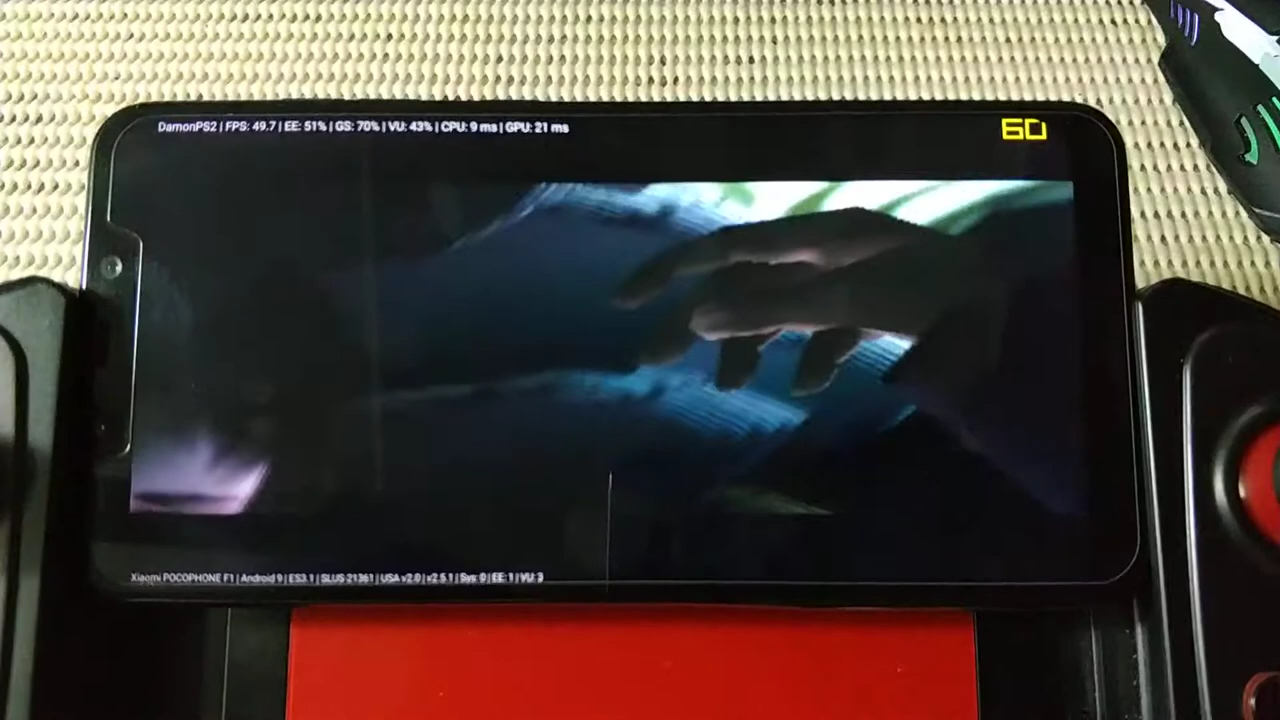 DamonPS2 | FPS: 49.7 | EE: 51% | GS: 70% | VU: 43% | CPU: 9 ms | GPU: 21 ms
60
Xiaomi POCOPHONE F1 | Android 9 | ES3.1 | SLUS-21361 | USA v2.0 | v2.5.1 | Sys: 0 | EE: 1 | VU: 3